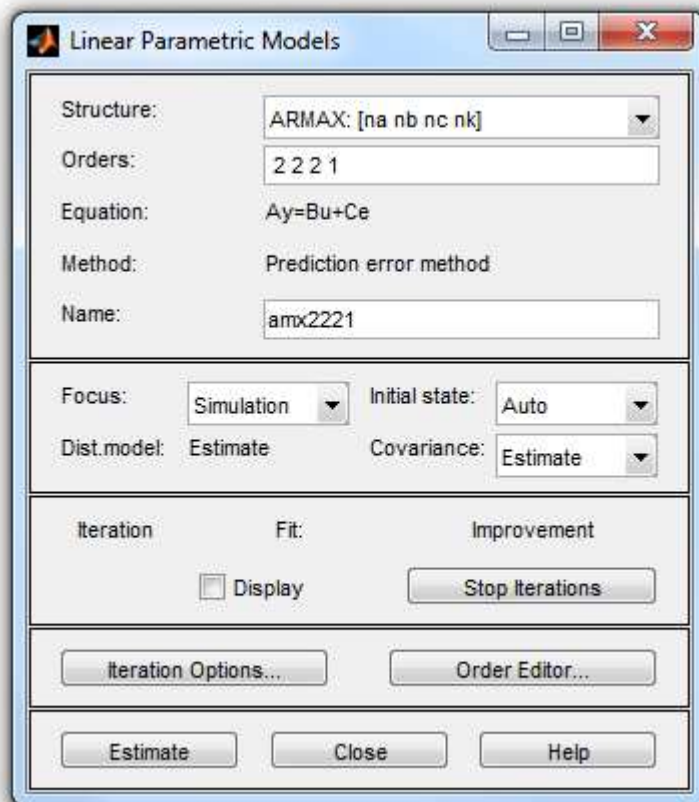 Linear Parametric Models
Structure: ARMAX: [na nb nc nk]
Orders: 2 2 2 1
Equation: Ay=Bu+Ce
Method: Prediction error method
Name: amx2221
Focus: Simulation Initial state: Auto
Dist.model: Estimate Covariance: Estimate
Iteration Fit: Improvement
Display Stop Iterations
Iteration Options... Order Editor...
Estimate Close Help